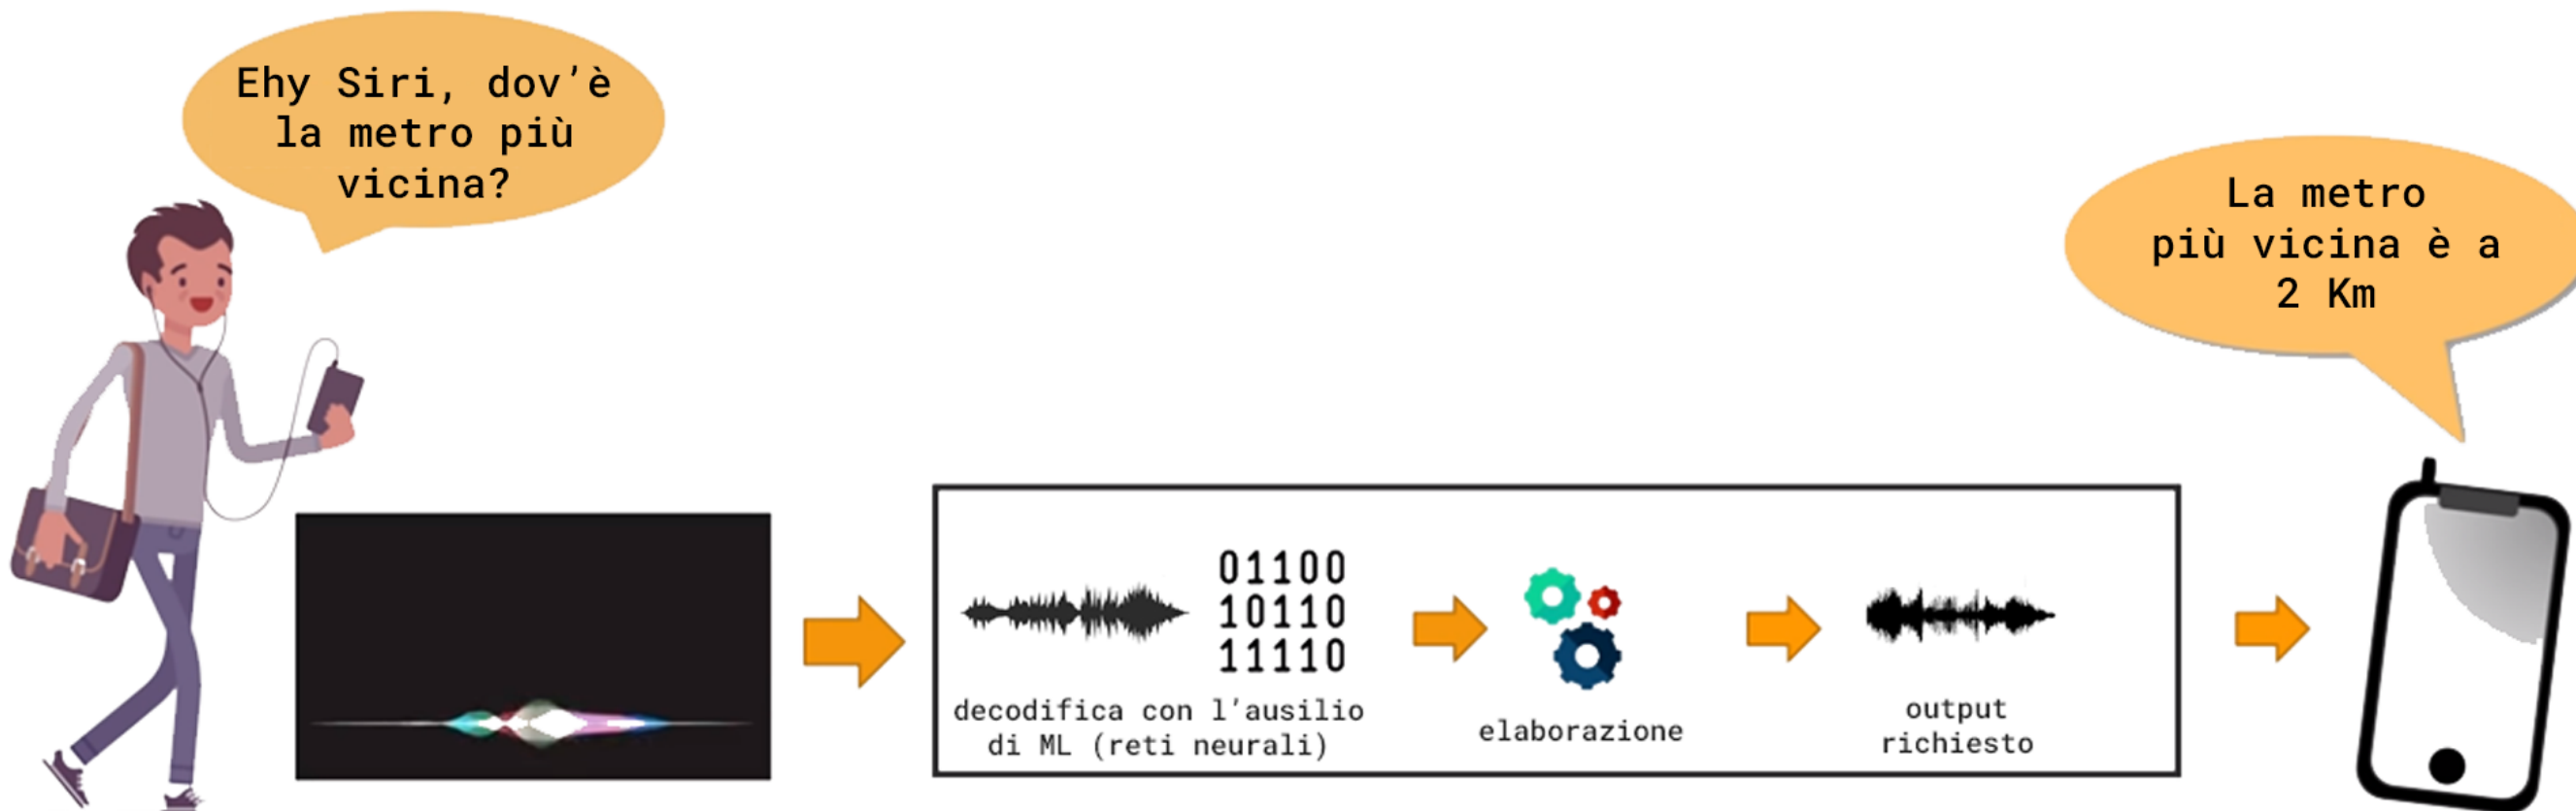 Ehy Siri, dov’è
la metro più
vicina?
La metro
più vicina è a
2 Km
01100
10110
11110
decodifica con l’ausilio
di ML (reti neurali)
elaborazione
output
richiesto